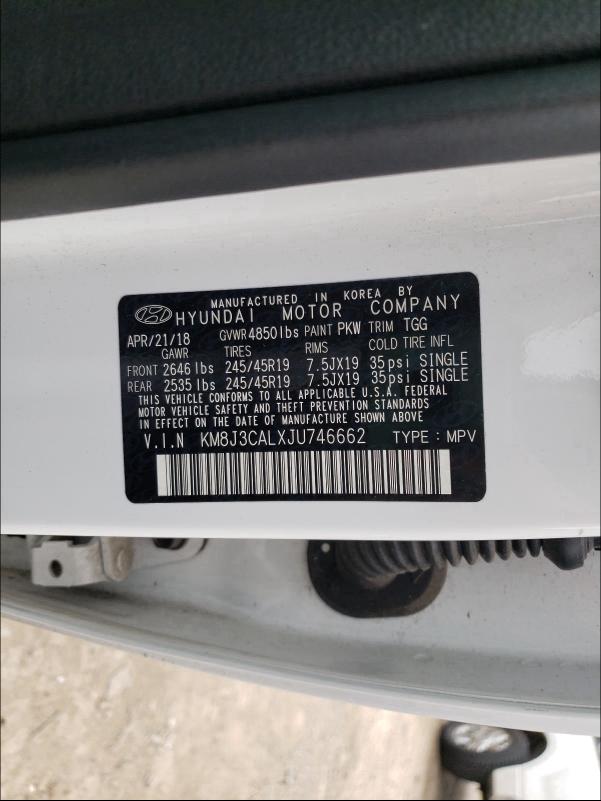 MANUFACTURED IN KOREA BY
HYUNDAI MOTOR COMPANY
APR/21/18 GVWR 4850lbs PAINT PKW TRIM TGG
GAWR TIRES RIMS COLD TIRE INFL
FRONT 2646 lbs 245/45R19 7.5JX19 35psi SINGLE
REAR 2535 lbs 245/45R19 7.5JX19 35psi SINGLE
THIS VEHICLE CONFORMS TO ALL APPLICABLE U.S.A. FEDERAL
MOTOR VEHICLE SAFETY AND THEFT PREVENTION STANDARDS
IN EFFECT ON THE DATE OF MANUFACTURE SHOWN ABOVE.
V.I.N KM8J3CALXJU746662 TYPE : MPV